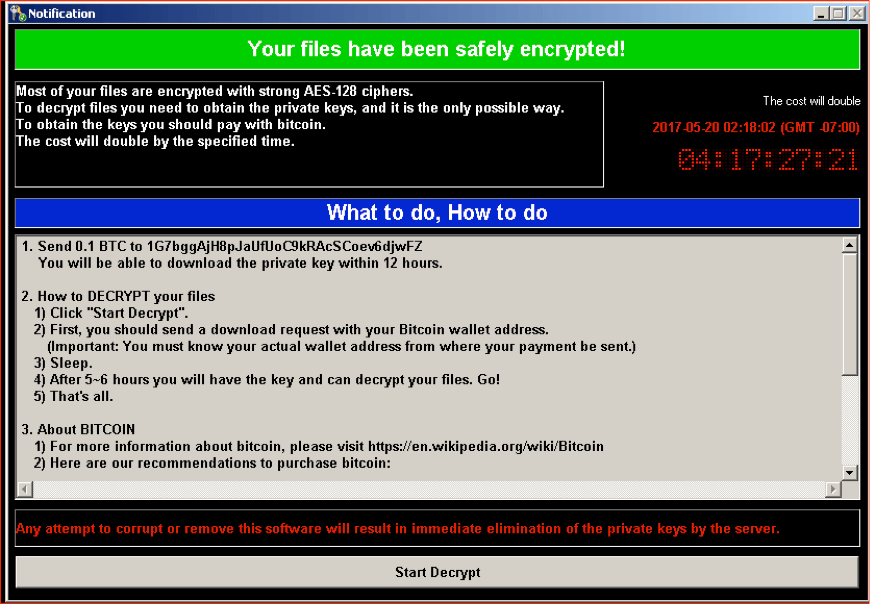 Notification
Your files have been safely encrypted!
Most of your files are encrypted with strong AES-128 ciphers.
To decrypt files you need to obtain the private keys, and it is the only possible way.
To obtain the keys you should pay with bitcoin.
The cost will double by the specified time.
The cost will double
2017-05-20 02:18:02 (GMT -07:00)
04:17:27:21
What to do, How to do
1. Send 0.1 BTC to 1G7bggAjH8pJaUfUoC9kRAcSCoev6djwFZ
You will be able to download the private key within 12 hours.
2. How to DECRYPT your files
1) Click "Start Decrypt".
2) First, you should send a download request with your Bitcoin wallet address.
(Important: You must know your actual wallet address from where your payment be sent.)
3) Sleep.
4) After 5~6 hours you will have the key and can decrypt your files. Go!
5) That's all.
3. About BITCOIN
1) For more information about bitcoin, please visit https://en.wikipedia.org/wiki/Bitcoin
2) Here are our recommendations to purchase bitcoin:
Any attempt to corrupt or remove this software will result in immediate elimination of the private keys by the server.
Start Decrypt